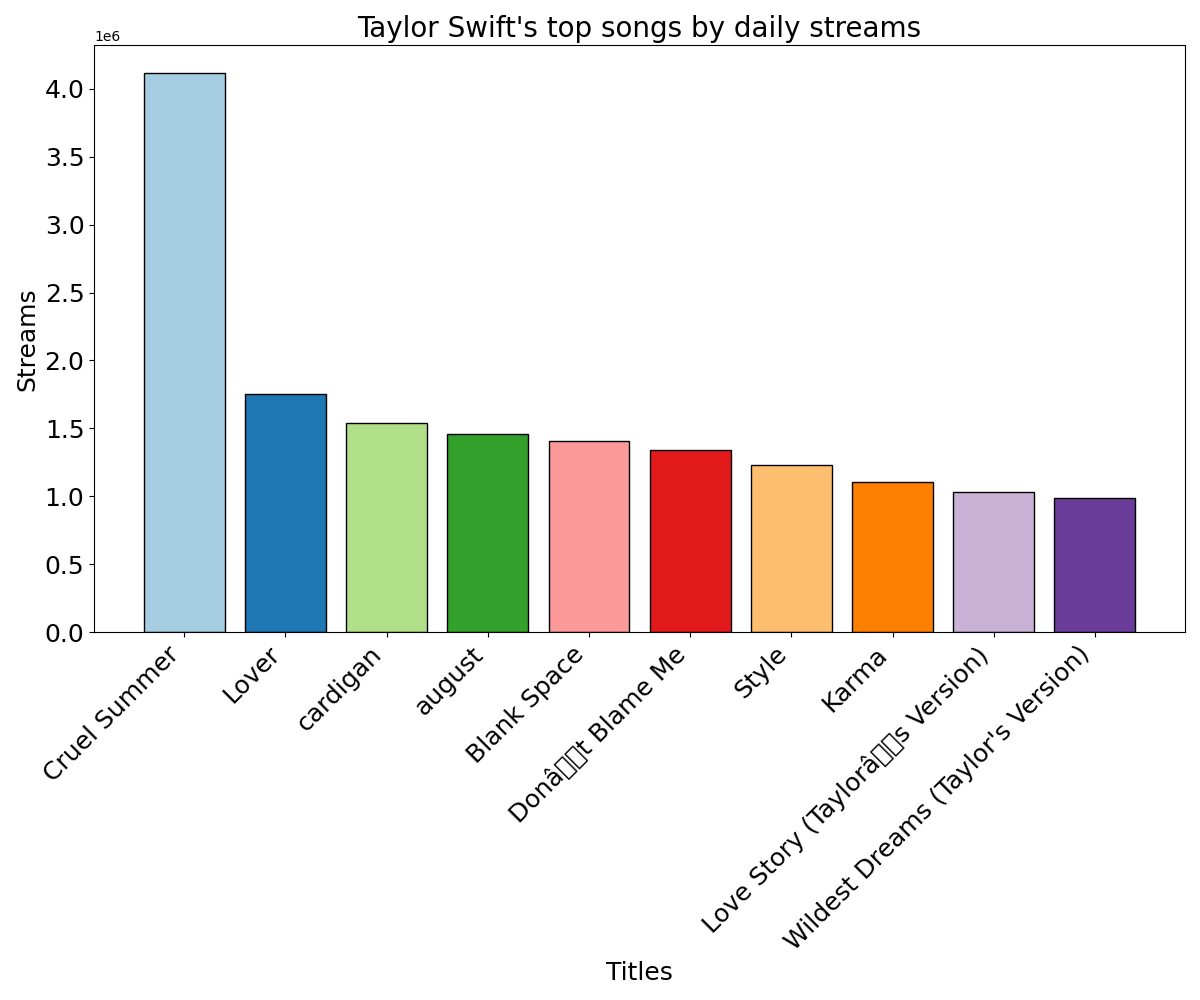 Taylor Swift's top songs by daily streams
1e6
4.0
3.5
3.0
2.5
2.0
1.5
1.0
0.5
0.0
Streams
Cruel Summer
Lover
cardigan
august
Blank Space
Donâ▯▯t Blame Me
Style
Karma
Love Story (Taylorâ▯▯s Version)
Wildest Dreams (Taylor's Version)
Titles